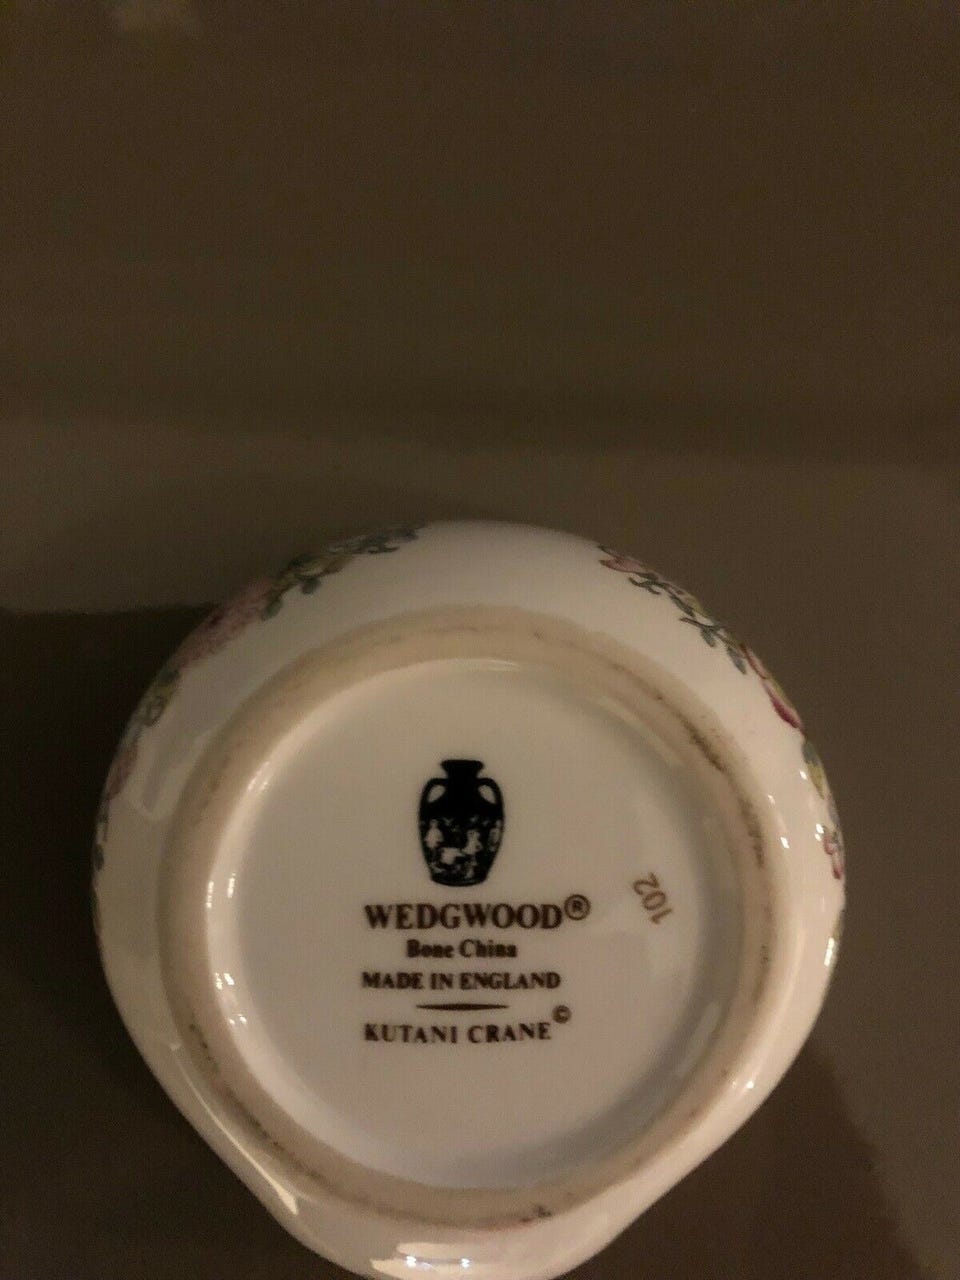 WEDGWOOD®
Bone China
MADE IN ENGLAND
KUTANI CRANE©
102